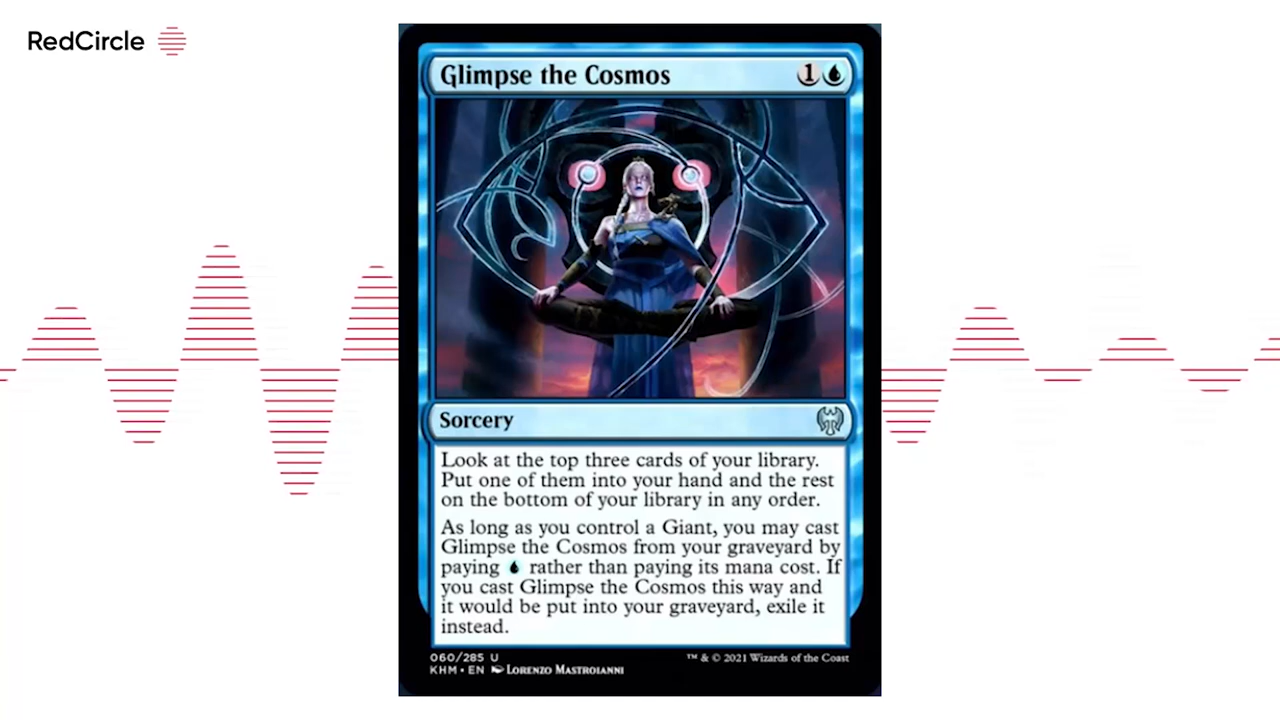 RedCircle
Glimpse the Cosmos 1
Sorcery
Look at the top three cards of your library.
Put one of them into your hand and the rest
on the bottom of your library in any order.
As long as you control a Giant, you may cast
Glimpse the Cosmos from your graveyard by
paying rather than paying its mana cost. If
you cast Glimpse the Cosmos this way and
it would be put into your graveyard, exile it
instead.
060/285 U ™ & © 2021 Wizards of the Coast
KHM • EN Lorenzo Mastroianni